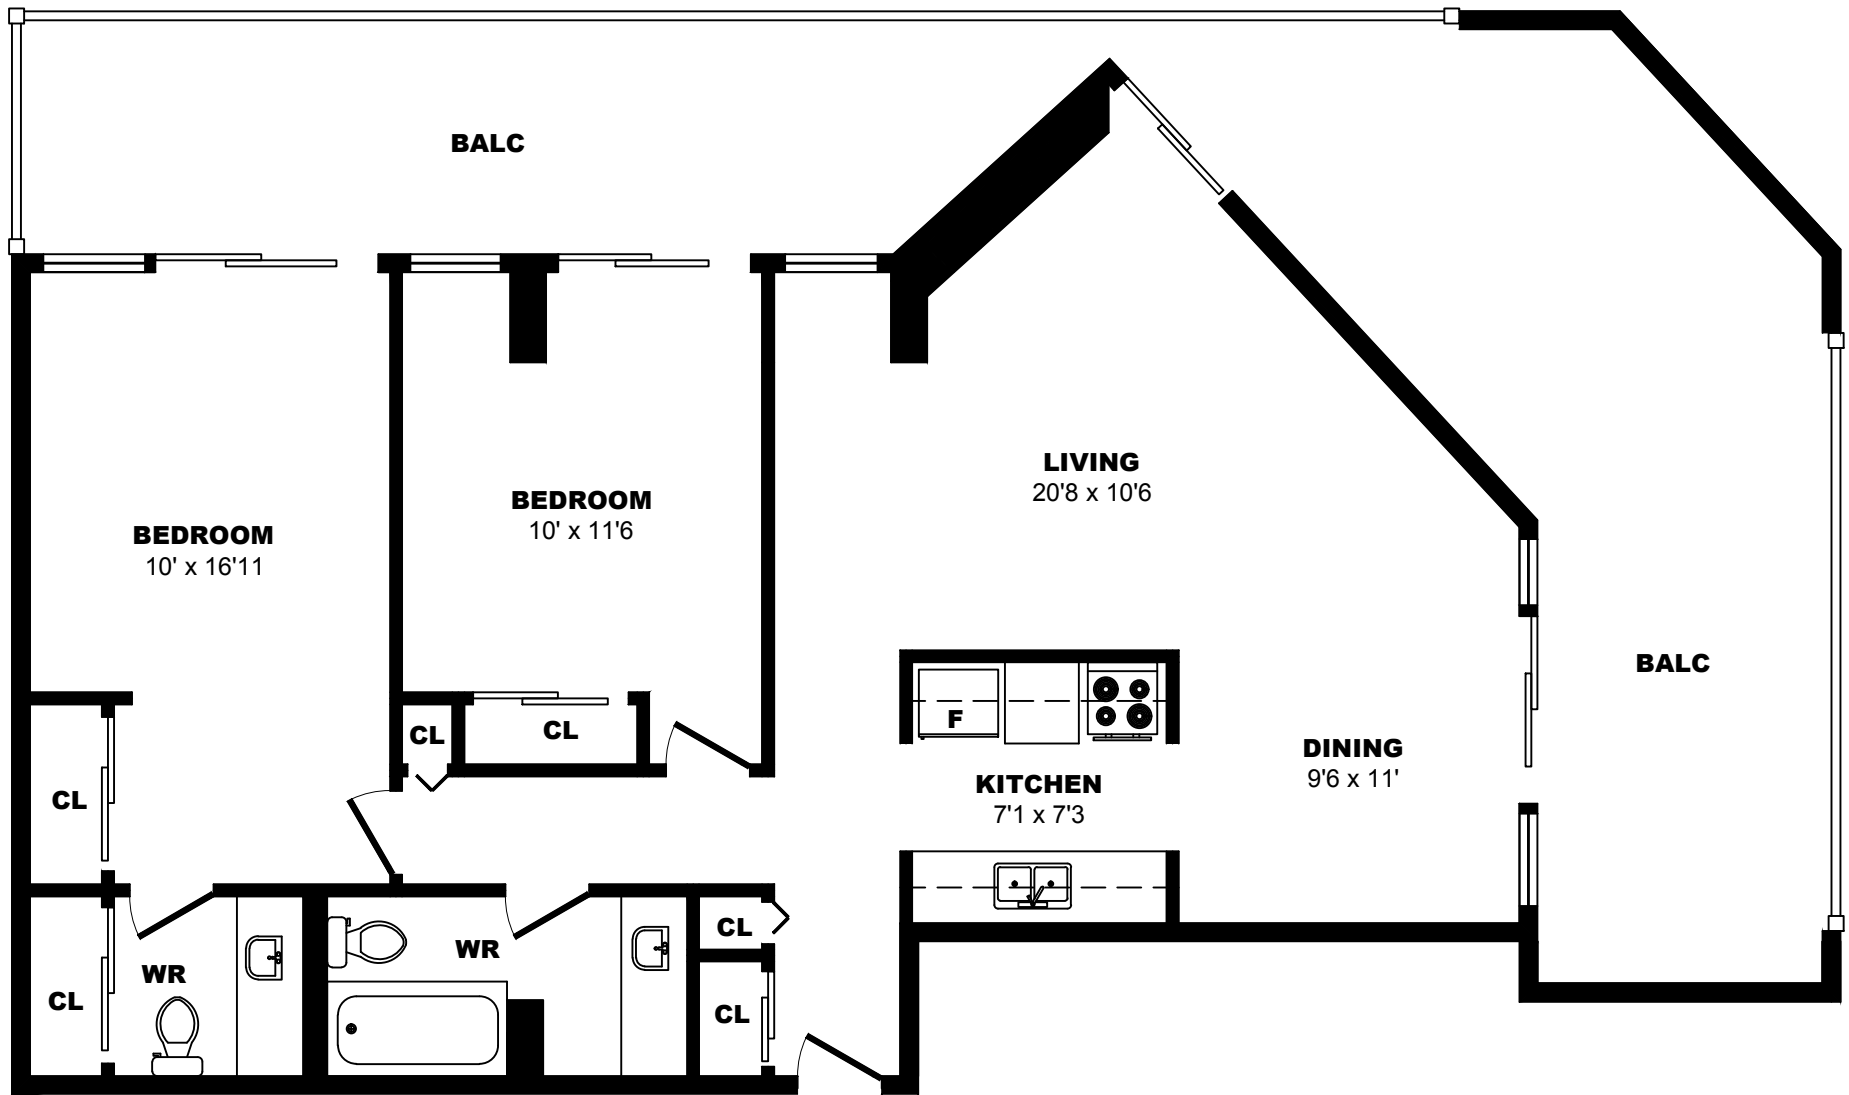 BALC
LIVING
20'8 x 10'6
BEDROOM
10' x 11'6
BEDROOM
10' x 16'11
BALC
F
CL
CL
DINING
9'6 x 11'
KITCHEN
7'1 x 7'3
CL
CL
WR
WR
CL
CL